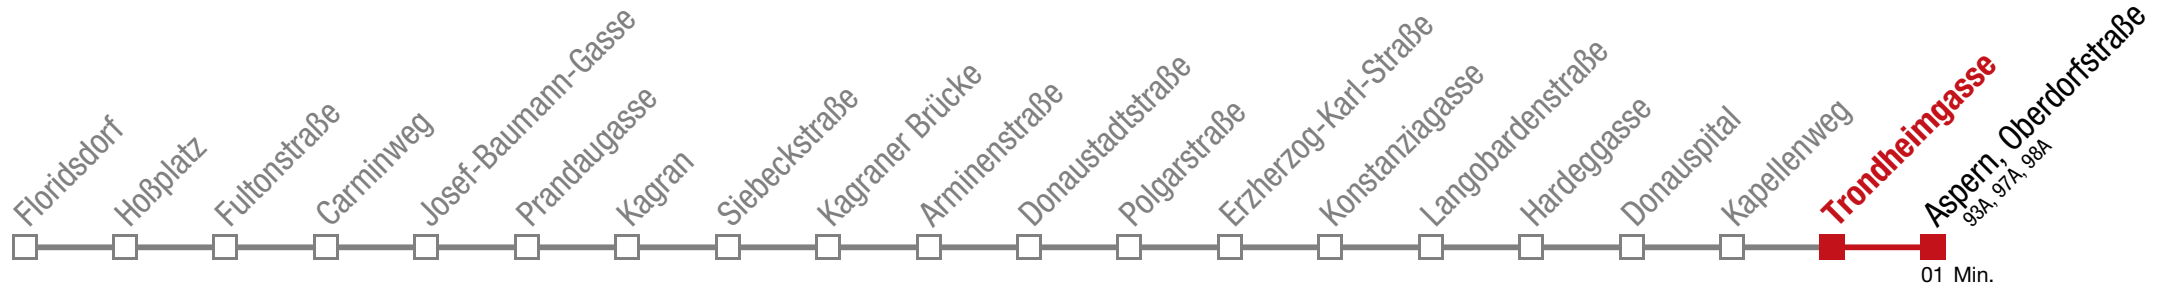 Floridsdorf
Hoßplatz
Fultonstraße
Carminweg
Josef-Baumann-Gasse
Prandaugasse
Kagran
Siebeckstraße
Kagraner Brücke
Arminenstraße
Donaustadtstraße
Polgarstraße
Erzherzog-Karl-Straße
Konstanziagasse
Langobardenstraße
Hardeggasse
Donauspital
Kapellenweg
Trondheimgasse
Aspern, Oberdorfstraße
93A, 97A, 98A
01 Min.